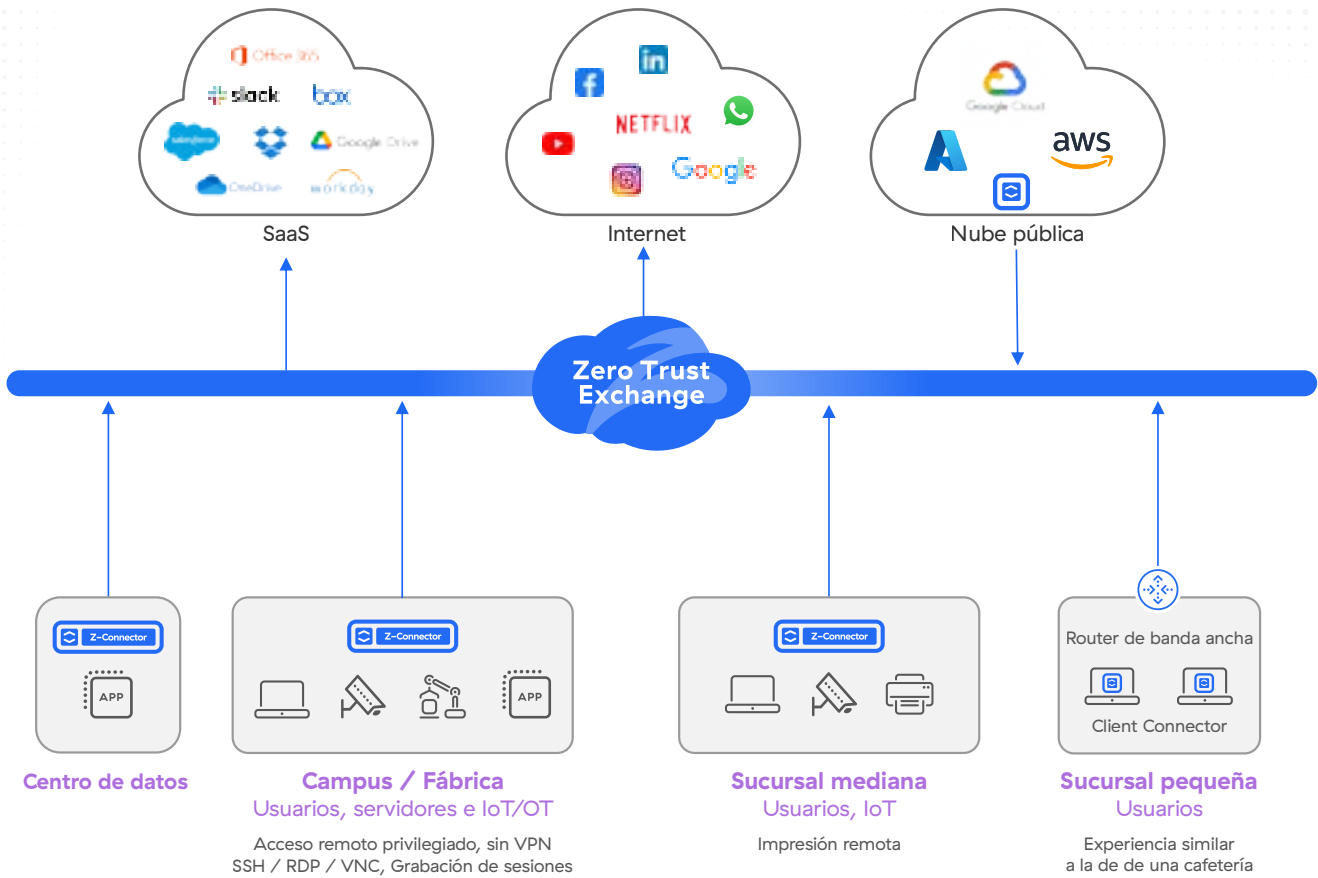 Office 365
slack
box
salesforce
Google Drive
OneDrive
workday
SaaS
in
NETFLIX
Google
Internet
Google Cloud
aws
Nube pública
Zero Trust
Exchange
Z-Connector
APP
Centro de datos
Z-Connector
APP
Campus / Fábrica
Usuarios, servidores e IoT/OT
Acceso remoto privilegiado, sin VPN
SSH / RDP / VNC, Grabación de sesiones
Z-Connector
Sucursal mediana
Usuarios, IoT
Impresión remota
Router de banda ancha
Client Connector
Sucursal pequeña
Usuarios
Experiencia similar
a la de de una cafetería